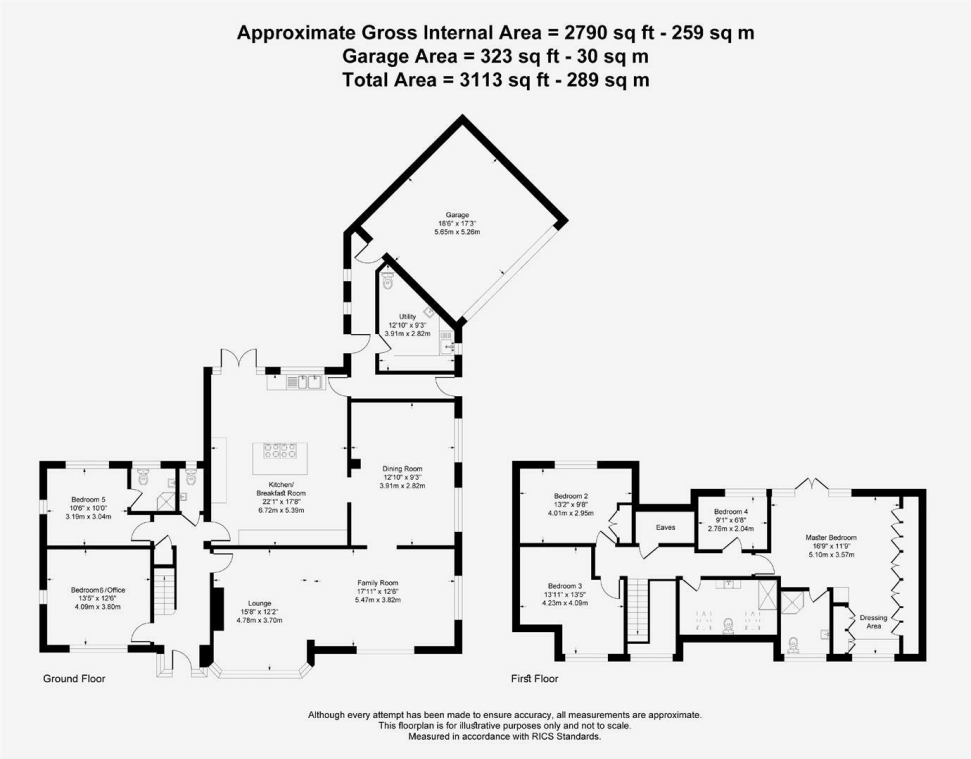 Approximate Gross Internal Area = 2790 sq ft - 259 sq m
Garage Area = 323 sq ft - 30 sq m
Total Area = 3113 sq ft - 289 sq m
Garage
18'6" x 17'3"
5.65m x 5.26m
Utility
12'10" x 9'3"
3.91m x 2.82m
Dining Room
12'10" x 9'3"
3.91m x 2.82m
Kitchen/
Breakfast Room
22'1" x 17'8"
6.72m x 5.39m
Bedroom 5
10'6" x 10'0"
3.19m x 3.04m
Bedroom6 /Office
13'5" x 12'6"
4.09m x 3.80m
Lounge
15'8" x 12'2"
4.78m x 3.70m
Family Room
17'11" x 12'6"
5.47m x 3.82m
Ground Floor
Bedroom 2
13'2" x 9'8"
4.01m x 2.95m
Eaves
Bedroom 4
9'1" x 6'8"
2.76m x 2.04m
Master Bedroom
16'9" x 11'9"
5.10m x 3.57m
Bedroom 3
13'11" x 13'5"
4.23m x 4.09m
Dressing
Area
First Floor
Although every attempt has been made to ensure accuracy, all measurements are approximate.
This floorplan is for illustrative purposes only and not to scale.
Measured in accordance with RICS Standards.